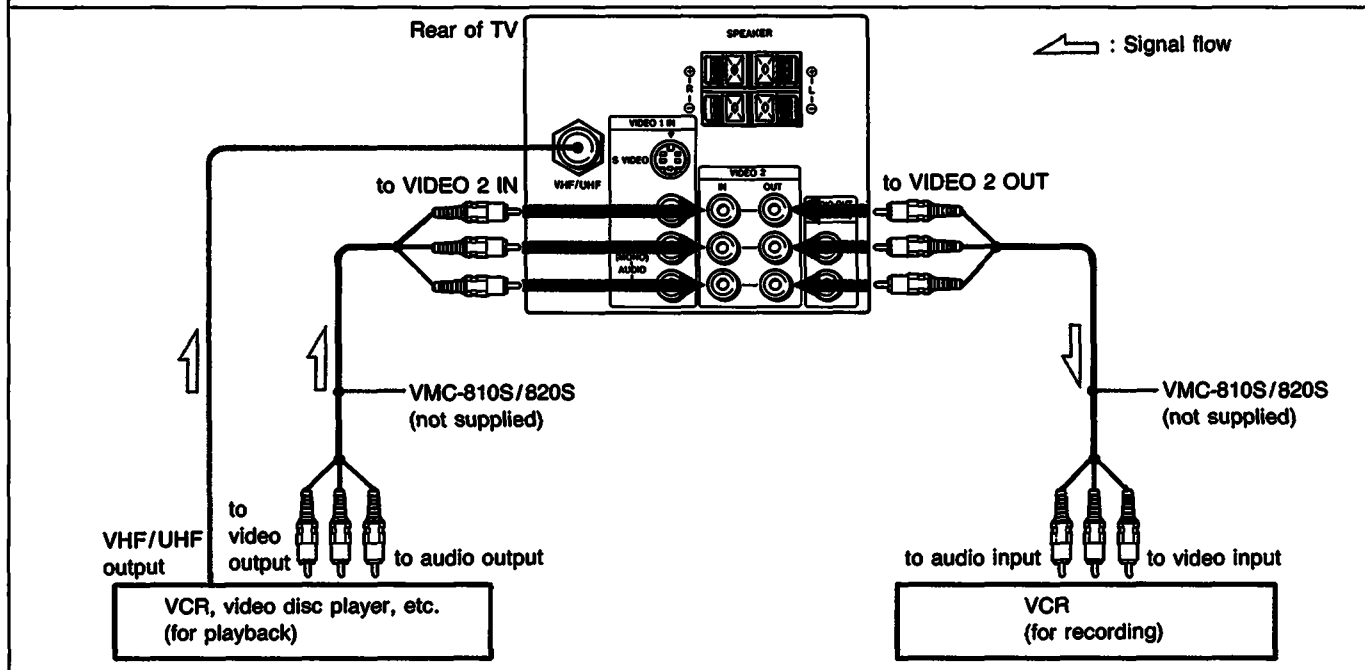 Rear of TV
SPEAKER
: Signal flow
R
L
VIDEO 1 IN
S VIDEO
VHF/UHF
VIDEO 2
IN
OUT
to VIDEO 2 IN
to VIDEO 2 OUT
(MONO)
AUDIO
VMC-810S/820S
(not supplied)
VMC-810S/820S
(not supplied)
VHF/UHF
output
to
video
output
to audio output
to audio input
to video input
VCR, video disc player, etc.
(for playback)
VCR
(for recording)